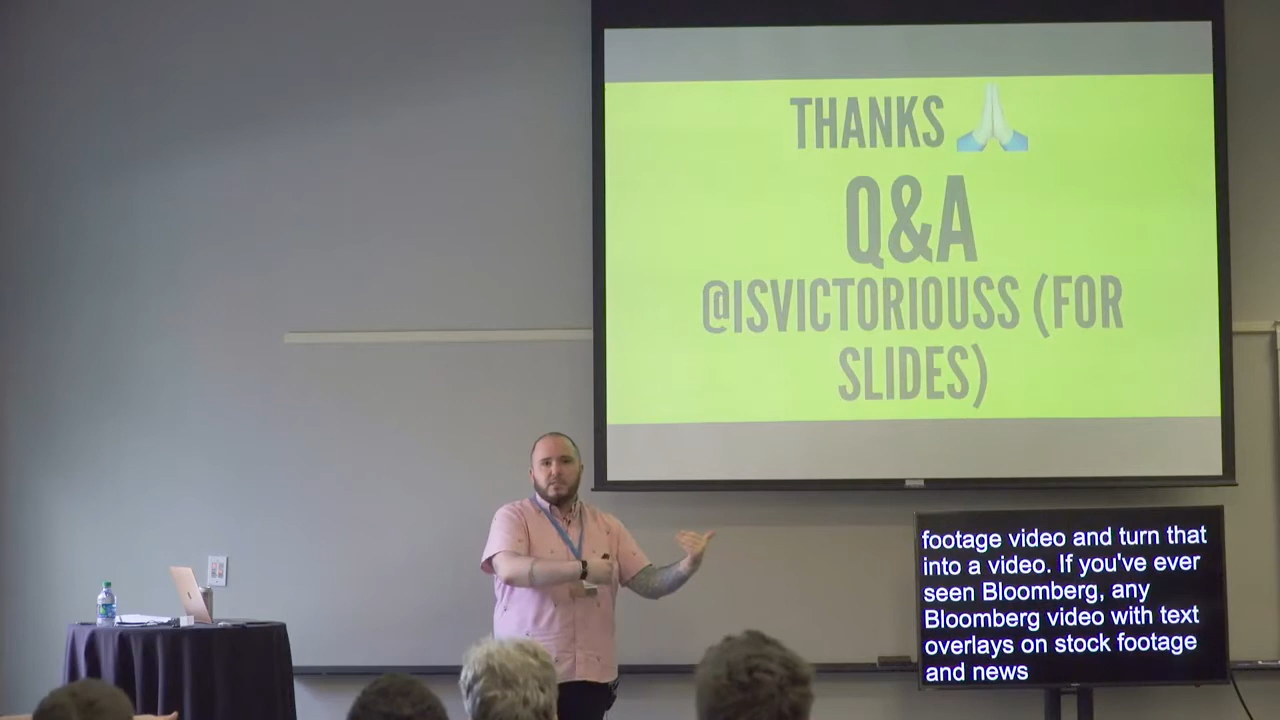 THANKS 🙏
Q&A
@ISVICTORIOUSS (FOR
SLIDES)
footage video and turn that
into a video. If you've ever
seen Bloomberg, any
Bloomberg video with text
overlays on stock footage
and news